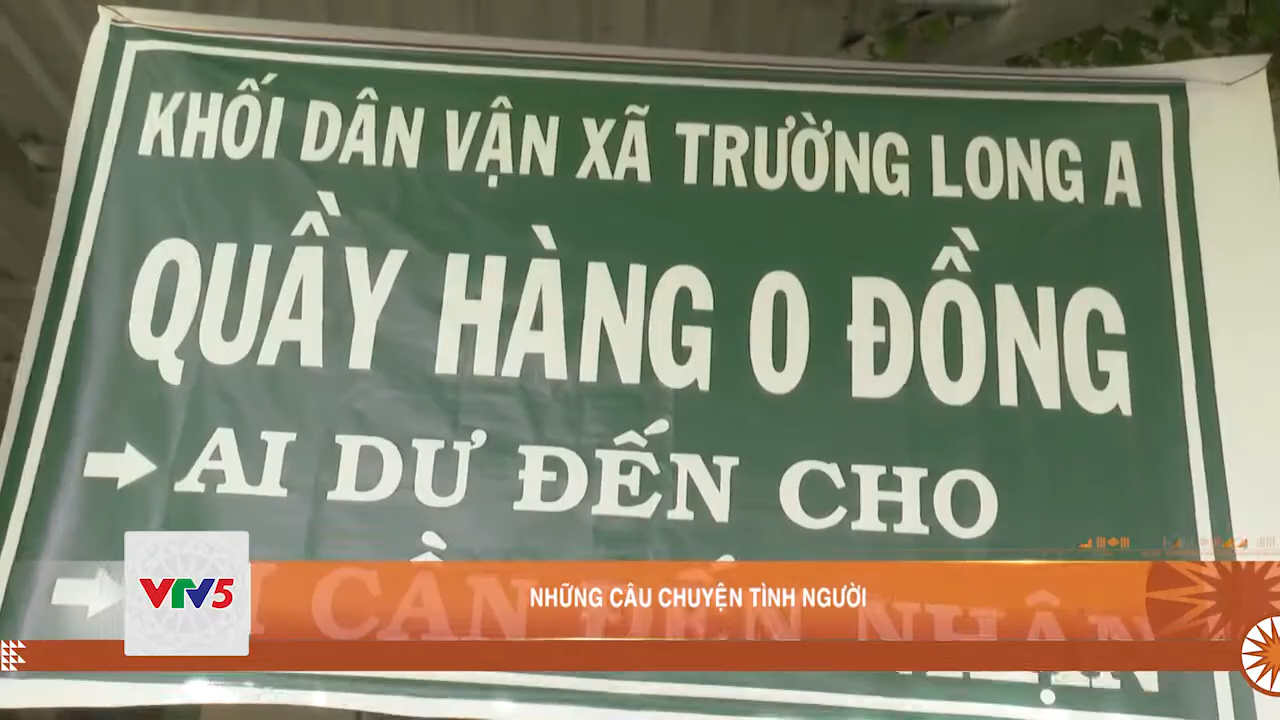 KHỐI DÂN VẬN XÃ TRƯỜNG LONG A
QUẦY HÀNG 0 ĐỒNG
AI DƯ ĐẾN CHO
AI CẦN ĐẾN NHẬN
VTV5
NHỮNG CÂU CHUYỆN TÌNH NGƯỜI